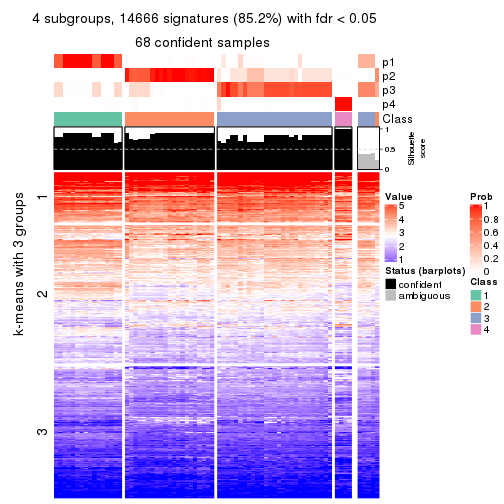 4 subgroups, 14666 signatures (85.2%) with fdr < 0.05
68 confident samples
p1
p2
p3
p4
Class
1
0.5
0
Silhouette
score
k-means with 3 groups
1
2
3
Value
5
4
3
2
1
Status (barplots)
confident
ambiguous
Prob
1
0.8
0.6
0.4
0.2
0
Class
1
2
3
4